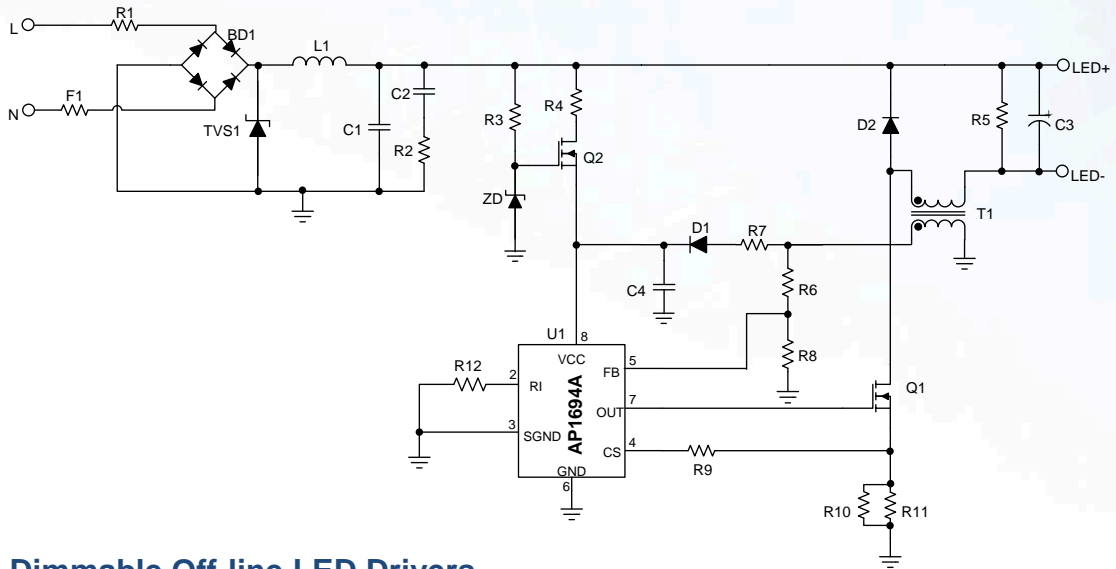 L
R1
BD1
L1
LED+
N
F1
TVS1
C1
C2
R2
R3
R4
Q2
ZD
D2
R5
+
C3
LED-
T1
D1
R7
C4
R6
R8
U1
8
VCC
R12
2
RI
5
FB
7
OUT
Q1
3
SGND
AP1694A
4
CS
R9
GND
6
R10
R11
Dimmable Off-line LED Drivers